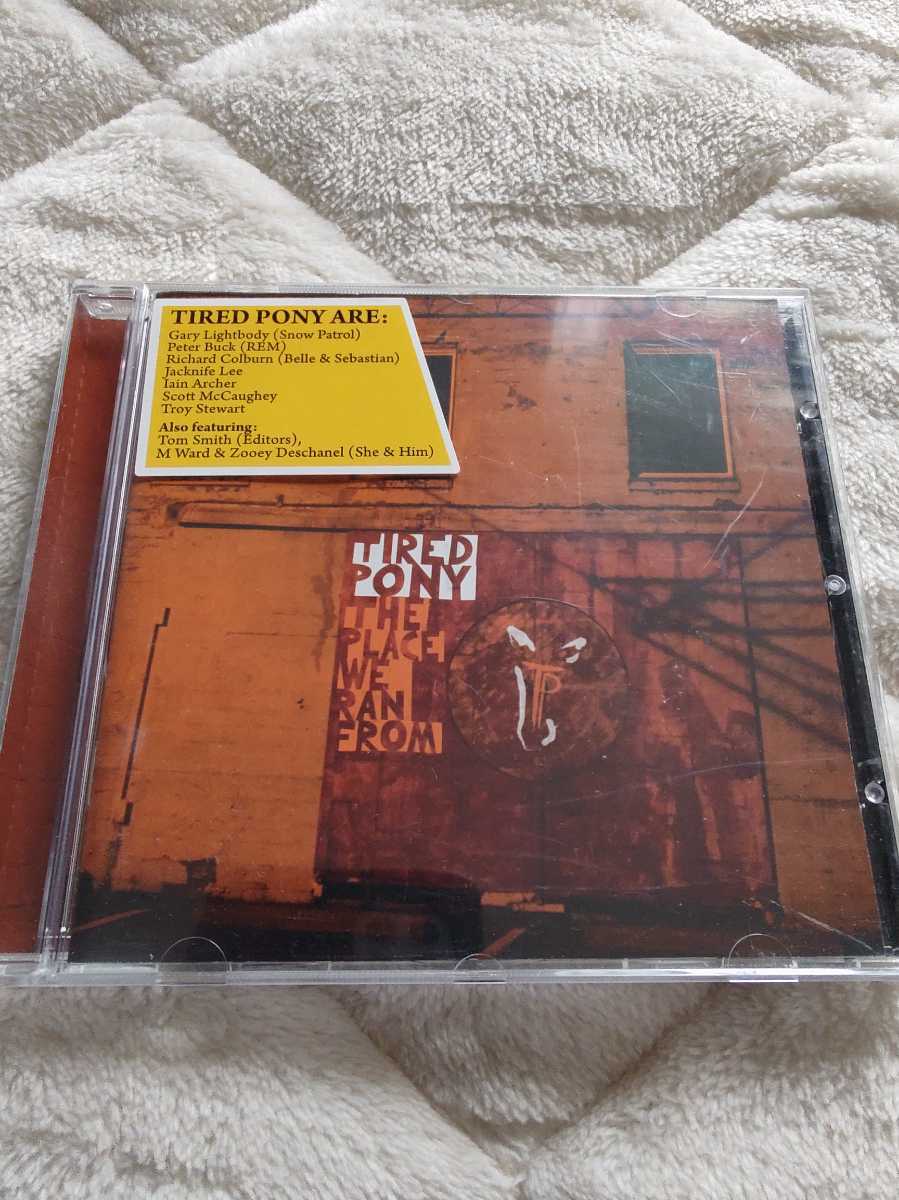 TIRED PONY ARE:
Gary Lightbody (Snow Patrol)
Peter Buck (REM)
Richard Colburn (Belle & Sebastian)
Jacknife Lee
Iain Archer
Scott McCaughey
Troy Stewart
Also featuring:
Tom Smith (Editors),
M Ward & Zooey Deschanel (She & Him)
TIRED
PONY
THE
PLACE
WE
RAN
FROM
TP